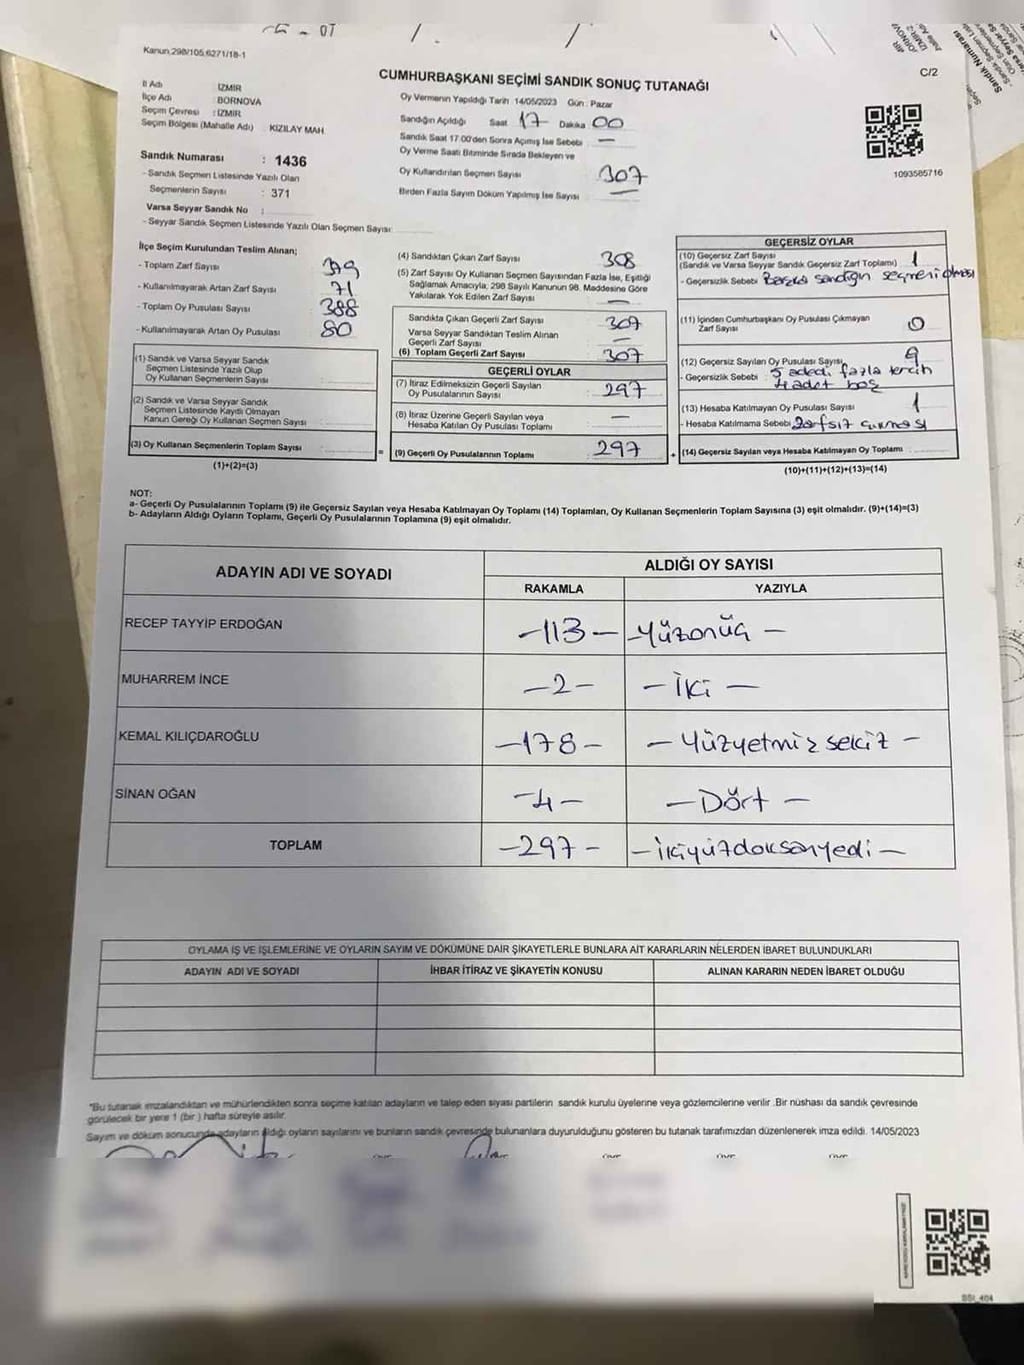 Kanun.298/105,6271/18-1
CUMHURBAŞKANI SEÇİMİ SANDIK SONUÇ TUTANAĞI
C/2
İl Adı : İZMİR
İlçe Adı : BORNOVA
Seçim Çevresi : İZMİR
Seçim Bölgesi (Mahalle Adı) : KIZILAY MAH.
Sandık Numarası : 1436
- Sandık Seçmen Listesinde Yazılı Olan
Seçmenlerin Sayısı : 371
Varsa Seyyar Sandık No :
- Seyyar Sandık Seçmen Listesinde Yazılı Olan Seçmen Sayısı:
Oy Vermenin Yapıldığı Tarih 14/05/2023 Gün : Pazar
Sandığın Açıldığı Saat 17 Dakika 00
Sandık Saat 17.00'den Sonra Açımış İse Sebebi —
Oy Verme Saati Bitiminde Sırada Bekleyen ve
Oy Kullandırılan Seçmen Sayısı 307
Birden Fazla Sayım Döküm Yapılmış İse Sayısı —
1093585716
İlçe Seçim Kurulundan Teslim Alınan;
- Toplam Zarf Sayısı 379
- Kullanılmayarak Artan Zarf Sayısı 71
- Toplam Oy Pusulası Sayısı 388
- Kullanılmayarak Artan Oy Pusulası 80
(1) Sandık ve Varsa Seyyar Sandık
Seçmen Listesinde Yazılı Olup
Oy Kullanan Seçmenlerin Sayısı
(2) Sandık ve Varsa Seyyar Sandık
Seçmen Listesinde Kaydı Olmayan
Kanun Gereği Oy Kullanan Seçmen Sayısı
(3) Oy Kullanan Seçmenlerin Toplam Sayısı
(1)+(2)=(3)
=
(4) Sandıktan Çıkan Zarf Sayısı 308
(5) Zarf Sayısı Oy Kullanan Seçmen Sayısından Fazla İse, Eşitliği
Sağlamak Amacıyla; 298 Sayılı Kanunun 98. Maddesine Göre
Yakılarak Yok Edilen Zarf Sayısı —
Sandıkta Çıkan Geçerli Zarf Sayısı 307
Varsa Seyyar Sandıktan Teslim Alınan
Geçerli Zarf Sayısı —
(6) Toplam Geçerli Zarf Sayısı 307
GEÇERLİ OYLAR
(7) İtiraz Edilmeksizin Geçerli Sayılan
Oy Pusulalarının Sayısı 297
(8) İtiraz Üzerine Geçerli Sayılan veya
Hesaba Katılan Oy Pusulası Toplamı —
(9) Geçerli Oy Pusulalarının Toplamı 297
+
GEÇERSİZ OYLAR
(10) Geçersiz Zarf Sayısı
(Sandık ve Varsa Seyyar Sandık Geçersiz Zarf Toplamı) 1
- Geçersizlik Sebebi Başka sandığın seçmeni olması
(11) İçinden Cumhurbaşkanı Oy Pusulası Çıkmayan
Zarf Sayısı 0
(12) Geçersiz Sayılan Oy Pusulası Sayısı 9
- Geçersizlik Sebebi : 5 adedi fazla tercih
4 adet boş
(13) Hesaba Katılmayan Oy Pusulası Sayısı 1
- Hesaba Katılmama Sebebi Zarfsız çıkması
(14) Geçersiz Sayılan veya Hesaba Katılmayan Oy Toplamı :
(10)+(11)+(12)+(13)=(14)
NOT:
a- Geçerli Oy Pusulalarının Toplamı (9) ile Geçersiz Sayılan veya Hesaba Katılmayan Oy Toplamı (14) Toplamları, Oy Kullanan Seçmenlerin Toplam Sayısına (3) eşit olmalıdır. (9)+(14)=(3)
b- Adayların Aldığı Oyların Toplamı, Geçerli Oy Pusulalarının Toplamına (9) eşit olmalıdır.
ADAYIN ADI VE SOYADI
ALDIĞI OY SAYISI
RAKAMLA YAZIYLA
RECEP TAYYİP ERDOĞAN -113- -Yüzonüç-
MUHARREM İNCE -2- -İki-
KEMAL KILIÇDAROĞLU -178- -Yüzyetmiş sekiz-
SİNAN OĞAN -4- -Dört-
TOPLAM -297- -ikiyüzdoksanyedi-
OYLAMA İŞ VE İŞLEMLERİNE VE OYLARIN SAYIM VE DÖKÜMÜNE DAİR ŞİKAYETLERLE BUNLARA AİT KARARLARIN NELERDEN İBARET BULUNDUKLARI
ADAYIN ADI VE SOYADI İHBAR İTİRAZ VE ŞİKAYETİN KONUSU ALINAN KARARIN NEDEN İBARET OLDUĞU
*Bu tutanak imzalandıktan ve mühürlendikten sonra seçime katılan adayların ve talep eden siyasi partilerin sandık kurulu üyelerine veya gözlemcilerine verilir. Bir nüshası da sandık çevresinde
görülecek bir yere 1 (bir ) hafta süreyle asılır.
Sayım ve döküm sonucunda adayların aldığı oyların sayılarını ve bunların sandık çevresinde bulunanlara duyurulduğunu gösteren bu tutanak tarafımızdan düzenlenerek imza edildi. 14/05/2023